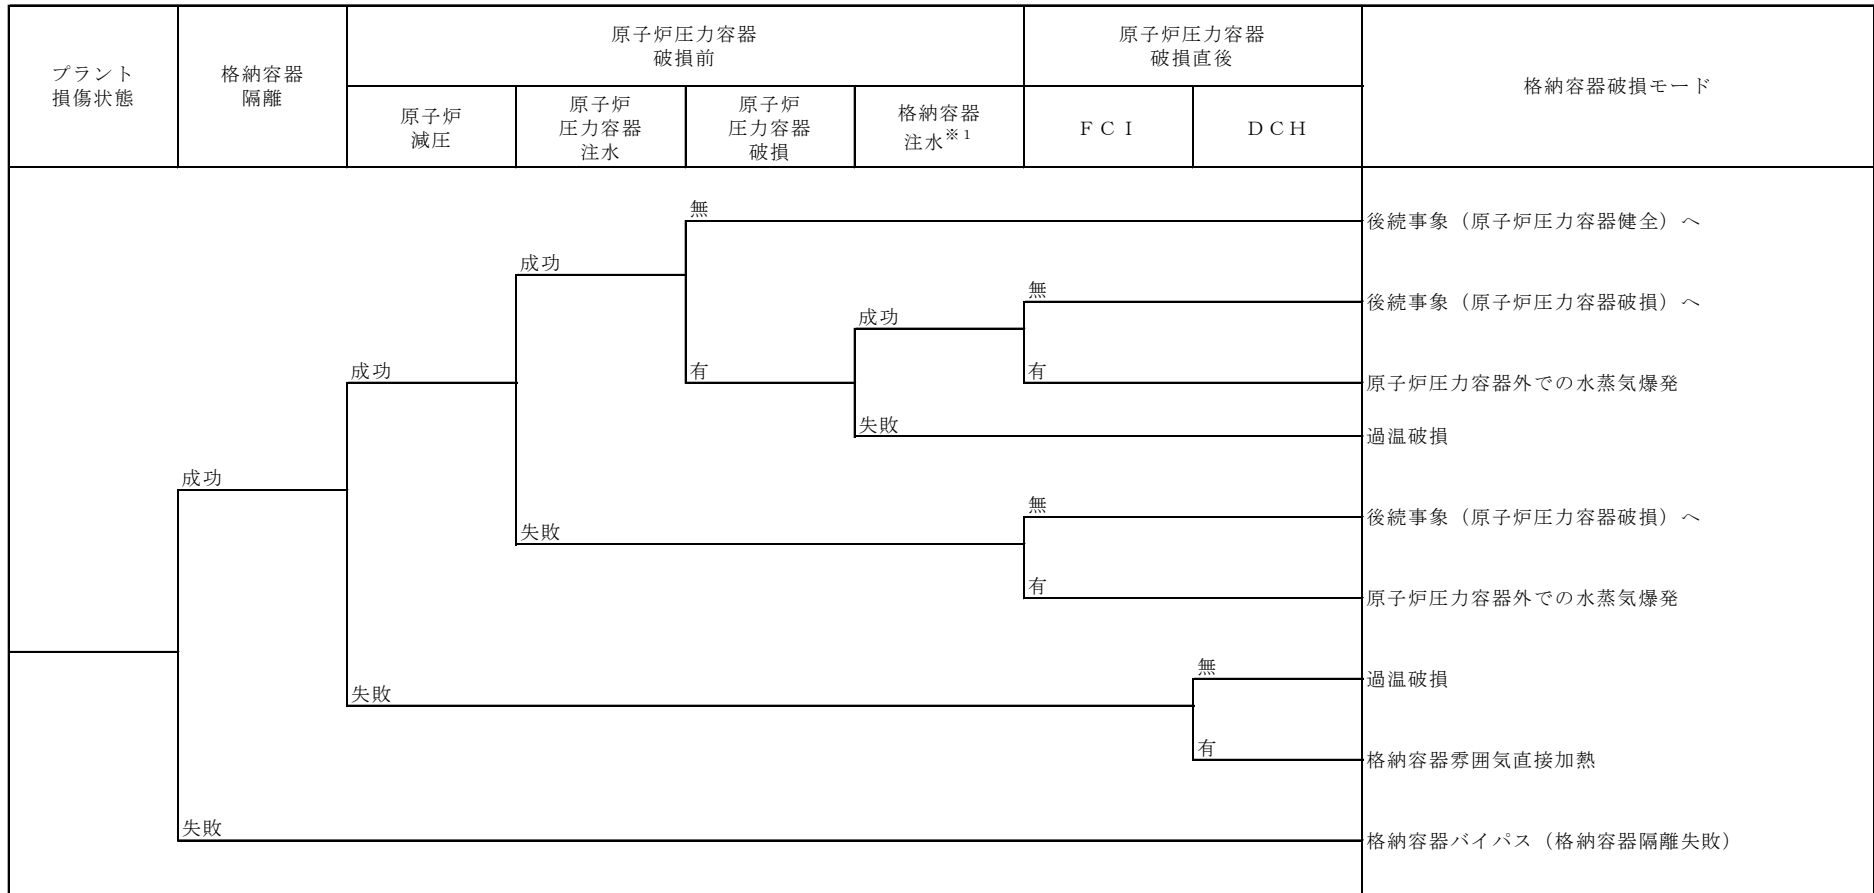 プラント
損傷状態
格納容器
隔離
原子炉圧力容器
破損前
原子炉圧力容器
破損直後
格納容器破損モード
原子炉
減圧
原子炉
圧力容器
注水
原子炉
圧力容器
破損
格納容器
注水※1
ＦＣＩ
ＤＣＨ
無
後続事象（原子炉圧力容器健全）へ
成功
無
後続事象（原子炉圧力容器破損）へ
成功
成功
有
有
原子炉圧力容器外での水蒸気爆発
失敗
過温破損
成功
無
後続事象（原子炉圧力容器破損）へ
失敗
有
原子炉圧力容器外での水蒸気爆発
無
過温破損
失敗
有
格納容器雰囲気直接加熱
失敗
格納容器バイパス（格納容器隔離失敗）